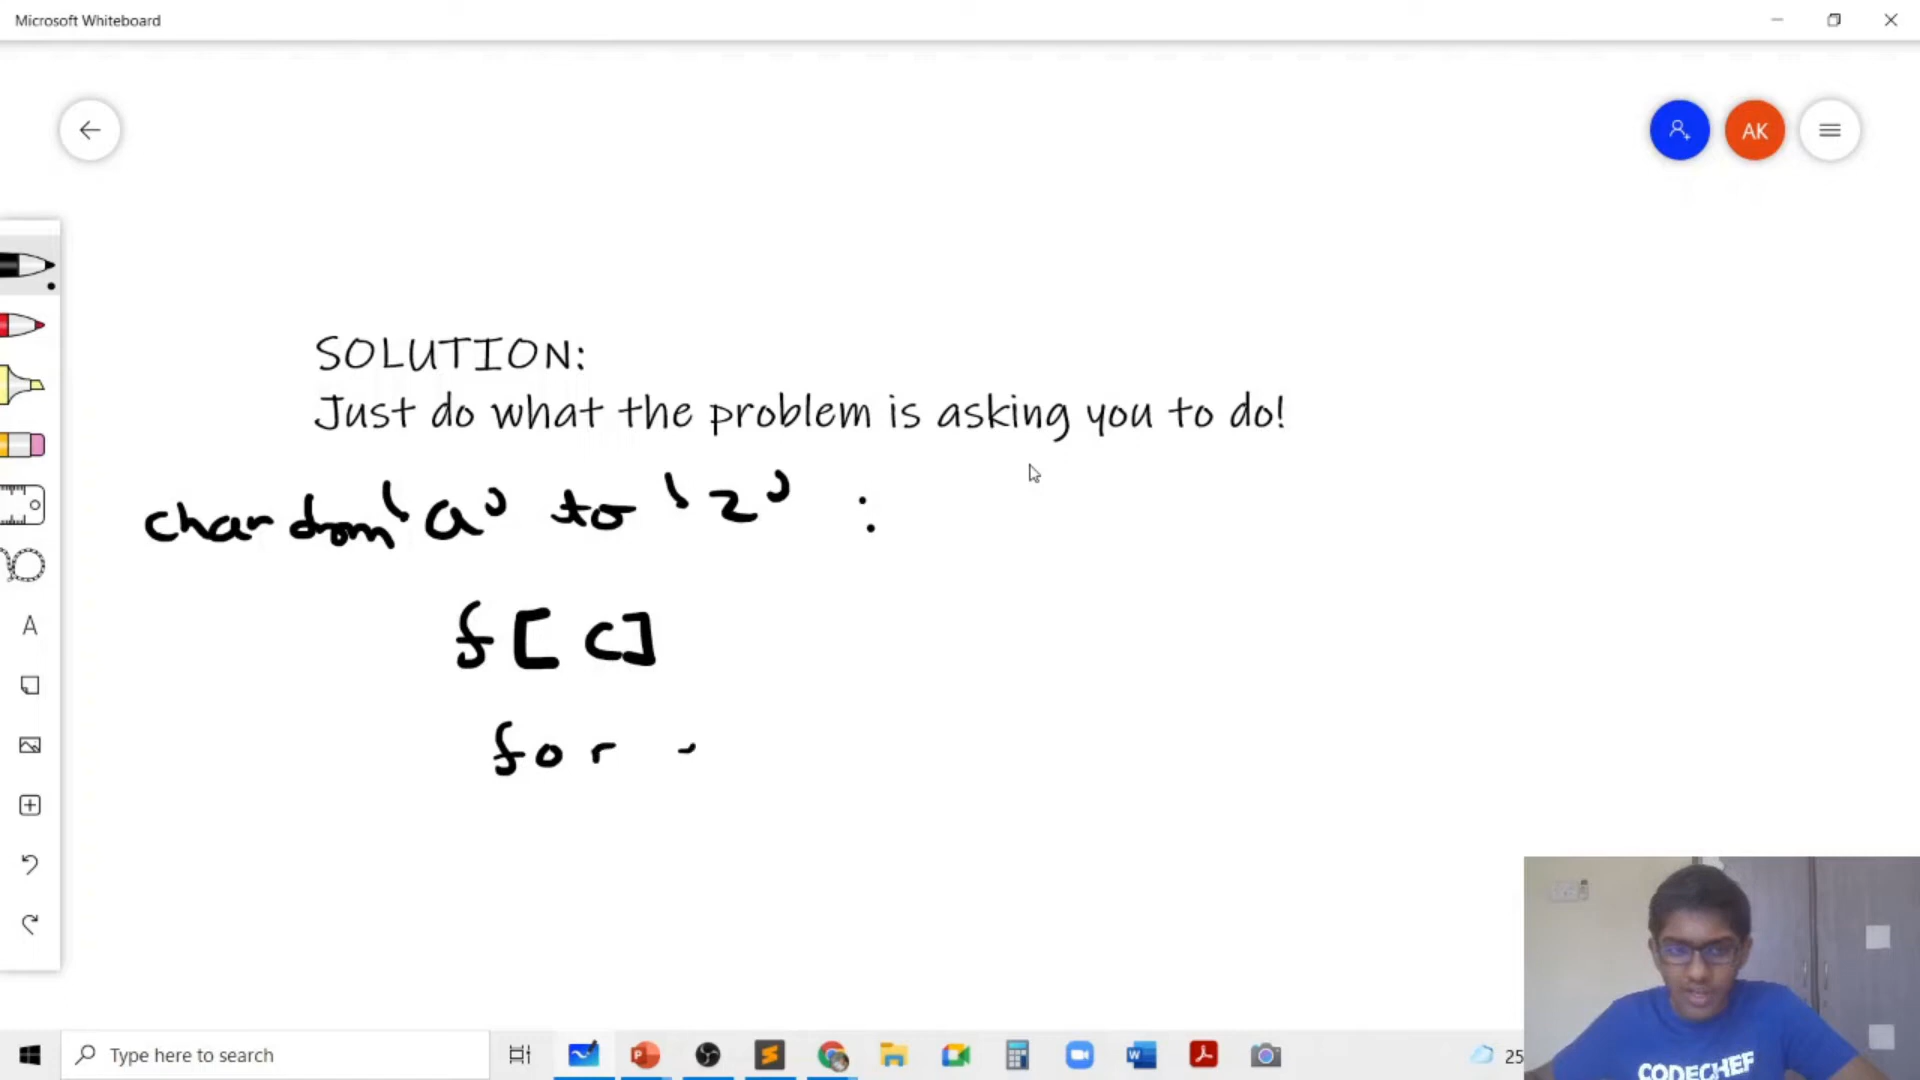 Microsoft Whiteboard
AK
SOLUTION:
Just do what the problem is asking you to do!
char from 'a' to 'z' :
f[c]
for
A
Type here to search
25
CODECHEF